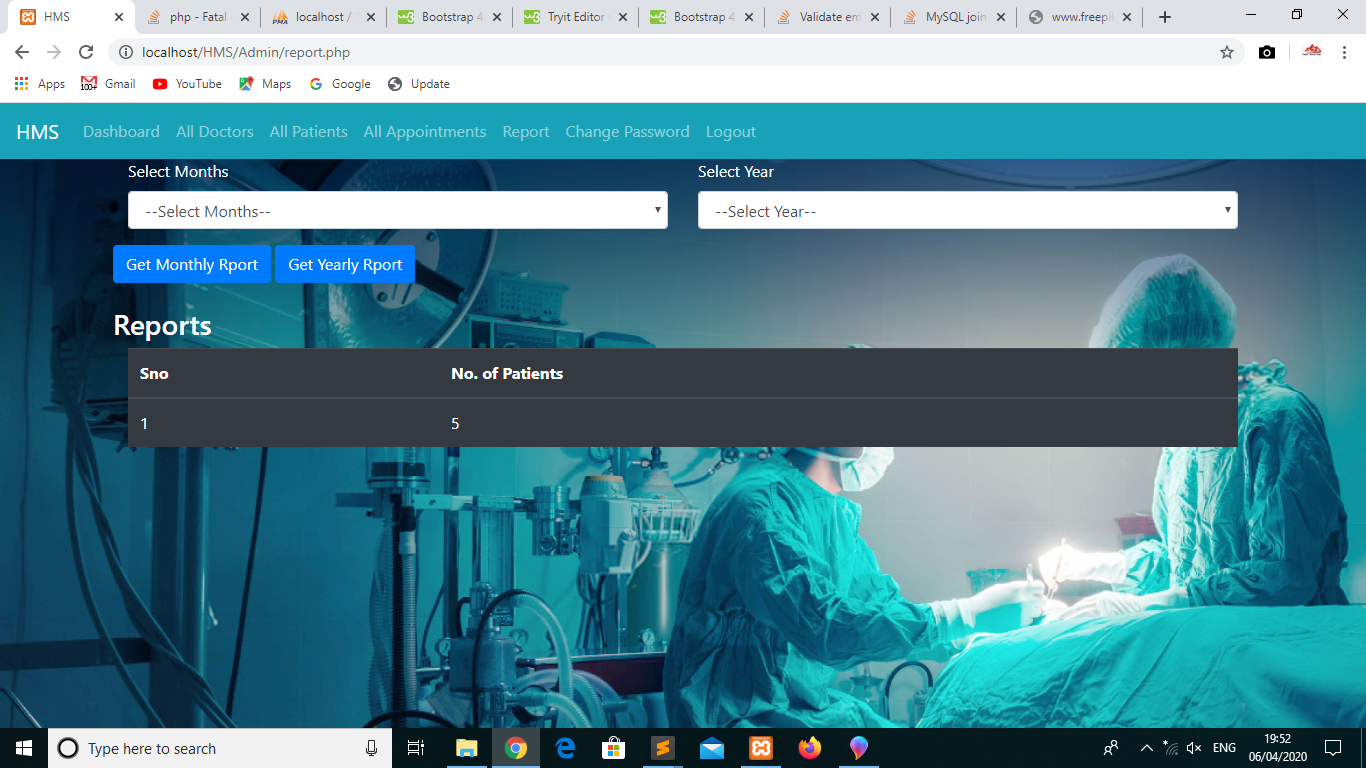 HMS
php - Fatal
localhost /
Bootstrap 4
Tryit Editor
Bootstrap 4
Validate em
MySQL join
www.freepi
localhost/HMS/Admin/report.php
Apps Gmail YouTube Maps Google Update
HMS Dashboard All Doctors All Patients All Appointments Report Change Password Logout
Select Months Select Year
--Select Months-- --Select Year--
Get Monthly Rport Get Yearly Rport
Reports
Sno No. of Patients
1 5
Type here to search
ENG
19:52
06/04/2020